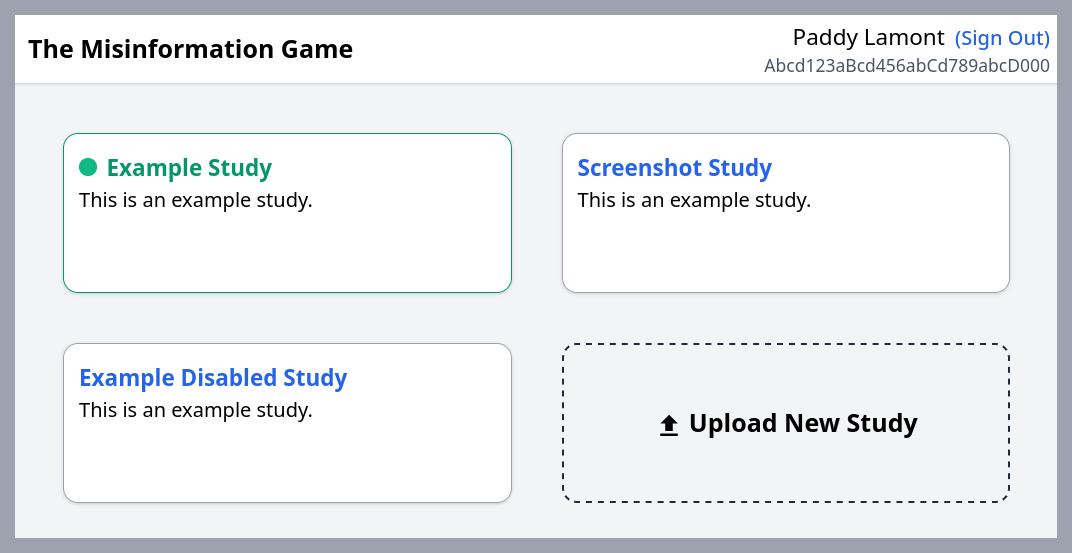 The Misinformation Game
Paddy Lamont (Sign Out)
Abcd123aBcd456abCd789abcD000
Example Study
This is an example study.
Screenshot Study
This is an example study.
Example Disabled Study
This is an example study.
Upload New Study